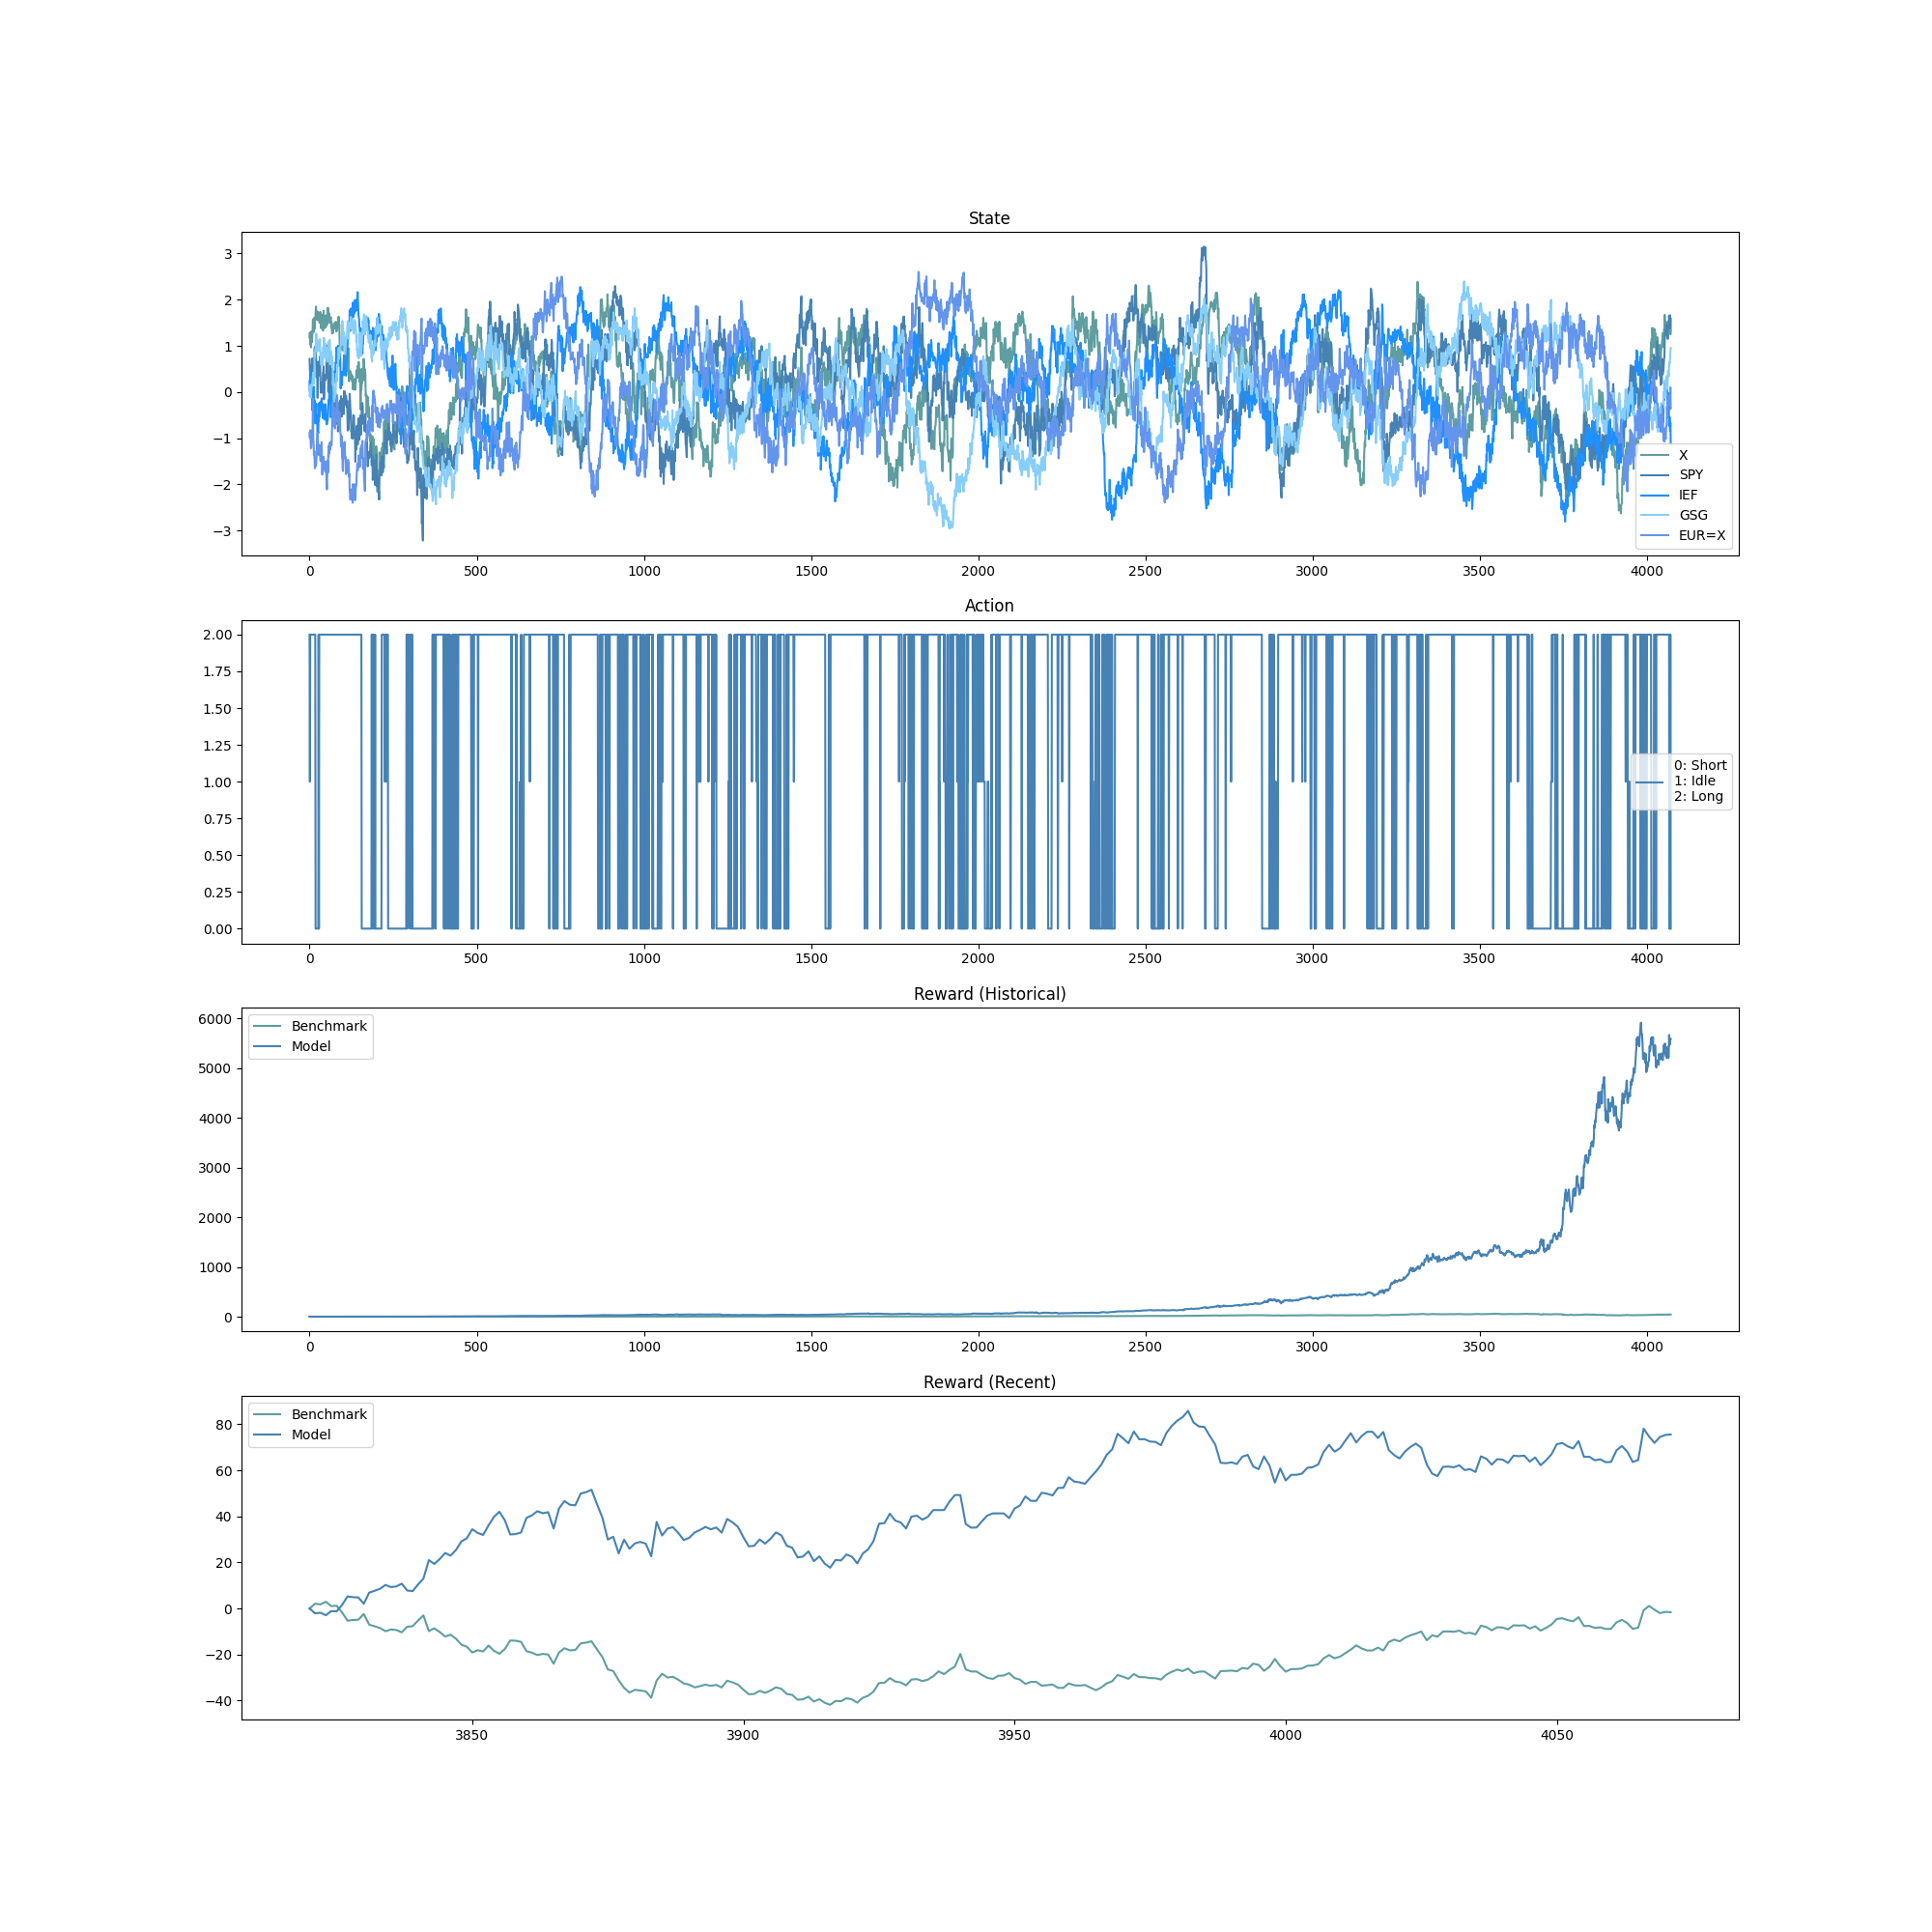 State
3
2
1
0
−1
−2
−3
X
SPY
IEF
GSG
EUR=X
0 500 1000 1500 2000 2500 3000 3500 4000
Action
2.00
1.75
1.50
1.25
1.00
0.75
0.50
0.25
0.00
0: Short
1: Idle
2: Long
0 500 1000 1500 2000 2500 3000 3500 4000
Reward (Historical)
6000
5000
4000
3000
2000
1000
0
Benchmark
Model
0 500 1000 1500 2000 2500 3000 3500 4000
Reward (Recent)
80
60
40
20
0
−20
−40
Benchmark
Model
3850 3900 3950 4000 4050